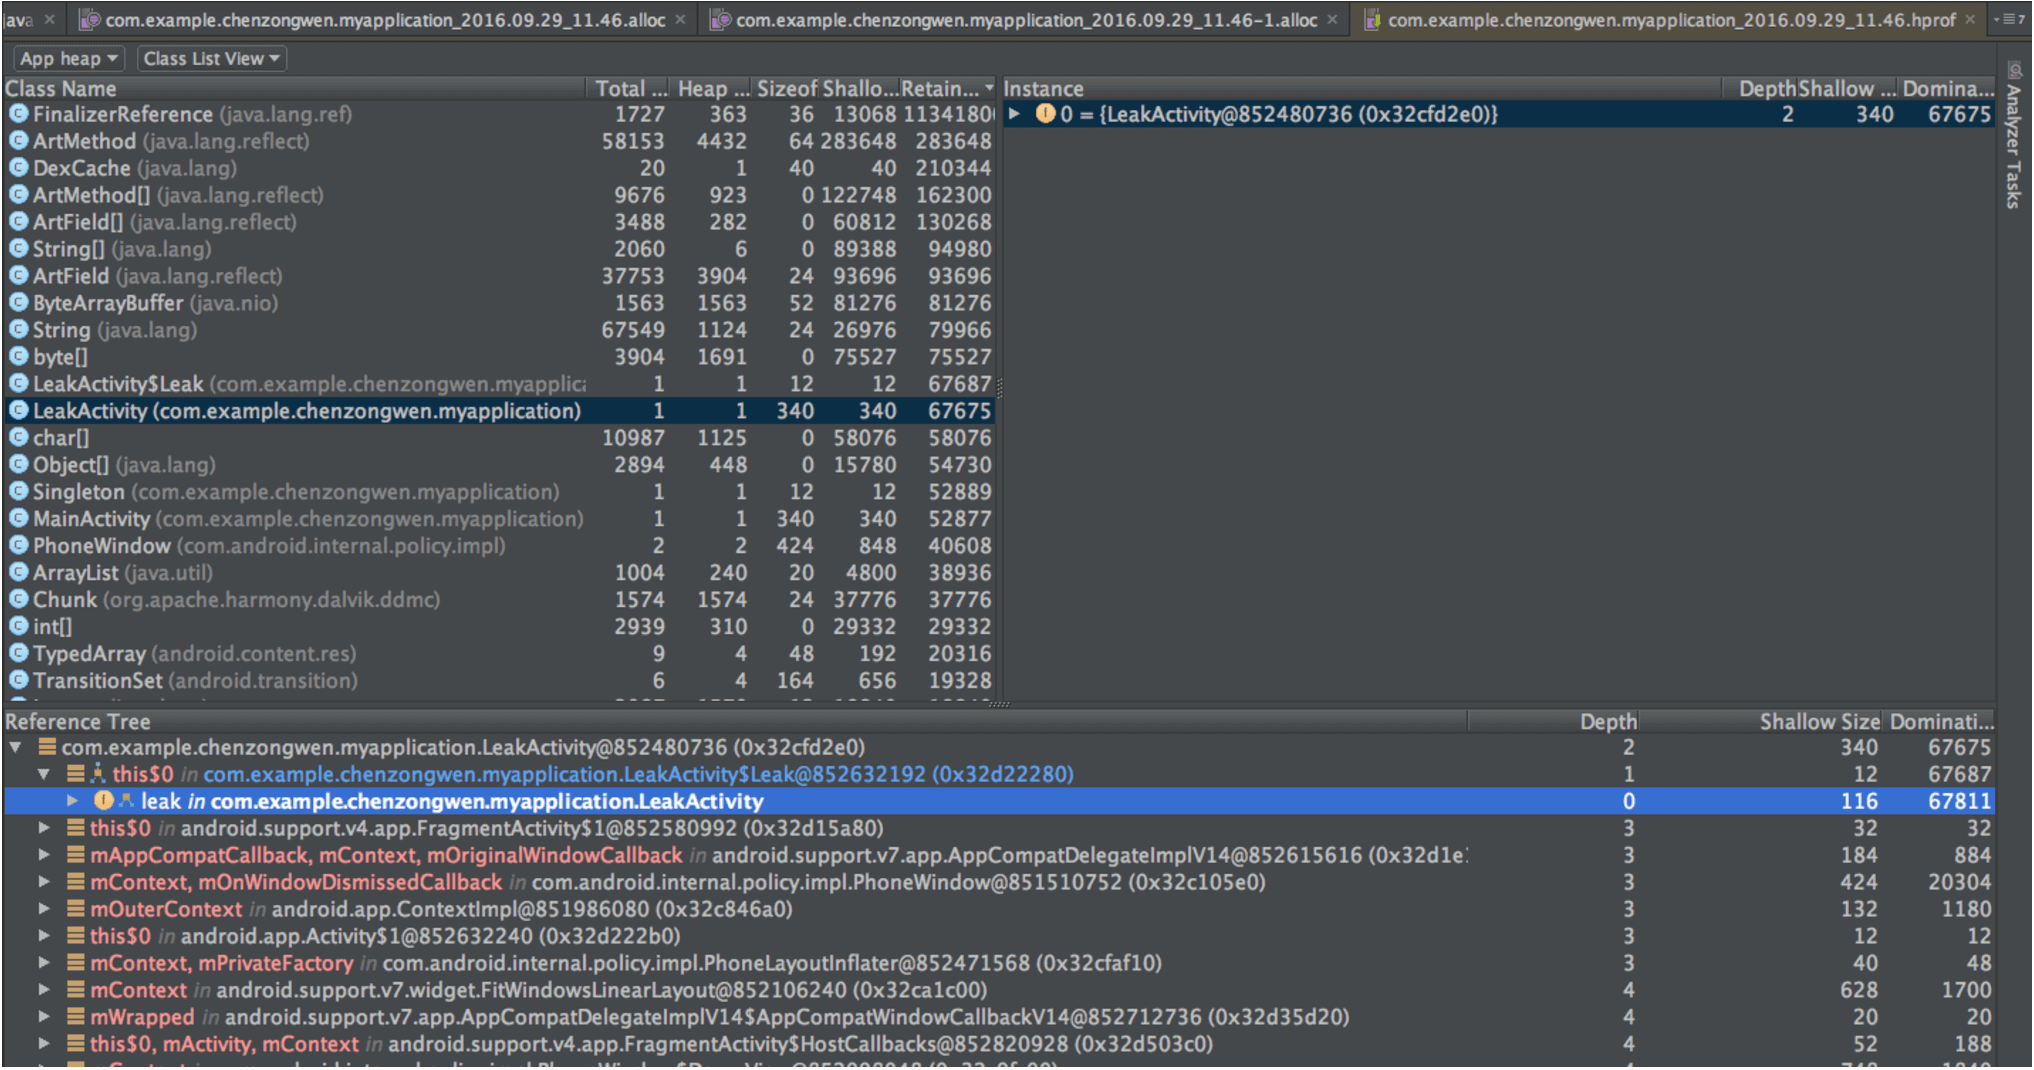 java × com.example.chenzongwen.myapplication_2016.09.29_11.46.alloc × com.example.chenzongwen.myapplication_2016.09.29_11.46-1.alloc × com.example.chenzongwen.myapplication_2016.09.29_11.46.hprof × 7
App heap Class List View
Class Name Total ... Heap ... Sizeof Shallo... Retain...
FinalizerReference (java.lang.ref) 1727 363 36 13068 1134180
ArtMethod (java.lang.reflect) 58153 4432 64 283648 283648
DexCache (java.lang) 20 1 40 40 210344
ArtMethod[] (java.lang.reflect) 9676 923 0 122748 162300
ArtField[] (java.lang.reflect) 3488 282 0 60812 130268
String[] (java.lang) 2060 6 0 89388 94980
ArtField (java.lang.reflect) 37753 3904 24 93696 93696
ByteArrayBuffer (java.nio) 1563 1563 52 81276 81276
String (java.lang) 67549 1124 24 26976 79966
byte[] 3904 1691 0 75527 75527
LeakActivity$Leak (com.example.chenzongwen.myapplica 1 1 12 12 67687
LeakActivity (com.example.chenzongwen.myapplication) 1 1 340 340 67675
char[] 10987 1125 0 58076 58076
Object[] (java.lang) 2894 448 0 15780 54730
Singleton (com.example.chenzongwen.myapplication) 1 1 12 12 52889
MainActivity (com.example.chenzongwen.myapplication) 1 1 340 340 52877
PhoneWindow (com.android.internal.policy.impl) 2 2 424 848 40608
ArrayList (java.util) 1004 240 20 4800 38936
Chunk (org.apache.harmony.dalvik.ddmc) 1574 1574 24 37776 37776
int[] 2939 310 0 29332 29332
TypedArray (android.content.res) 9 4 48 192 20316
TransitionSet (android.transition) 6 4 164 656 19328
Instance Depth Shallow ... Domina...
0 = {LeakActivity@852480736 (0x32cfd2e0)} 2 340 67675
Analyzer Tasks
Reference Tree Depth Shallow Size Dominati...
com.example.chenzongwen.myapplication.LeakActivity@852480736 (0x32cfd2e0) 2 340 67675
this$0 in com.example.chenzongwen.myapplication.LeakActivity$Leak@852632192 (0x32d22280) 1 12 67687
leak in com.example.chenzongwen.myapplication.LeakActivity 0 116 67811
this$0 in android.support.v4.app.FragmentActivity$1@852580992 (0x32d15a80) 3 32 32
mAppCompatCallback, mContext, mOriginalWindowCallback in android.support.v7.app.AppCompatDelegateImplV14@852615616 (0x32d1e 3 184 884
mContext, mOnWindowDismissedCallback in com.android.internal.policy.impl.PhoneWindow@851510752 (0x32c105e0) 3 424 20304
mOuterContext in android.app.ContextImpl@851986080 (0x32c846a0) 3 132 1180
this$0 in android.app.Activity$1@852632240 (0x32d222b0) 3 12 12
mContext, mPrivateFactory in com.android.internal.policy.impl.PhoneLayoutInflater@852471568 (0x32cfaf10) 3 40 48
mContext in android.support.v7.widget.FitWindowsLinearLayout@852106240 (0x32ca1c00) 4 628 1700
mWrapped in android.support.v7.app.AppCompatDelegateImplV14$AppCompatWindowCallbackV14@852712736 (0x32d35d20) 4 20 20
this$0, mActivity, mContext in android.support.v4.app.FragmentActivity$HostCallbacks@852820928 (0x32d503c0) 4 52 188